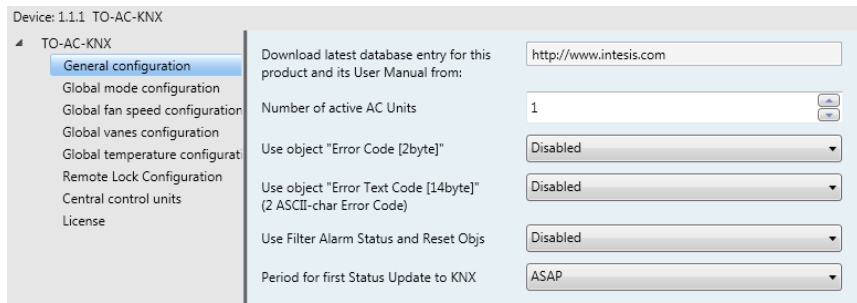 Device: 1.1.1 TO-AC-KNX
TO-AC-KNX
General configuration
Global mode configuration
Global fan speed configuration
Global vanes configuration
Global temperature configurati
Remote Lock Configuration
Central control units
License
Download latest database entry for this
product and its User Manual from:
http://www.intesis.com
Number of active AC Units
1
Use object "Error Code [2byte]"
Disabled
Use object "Error Text Code [14byte]"
(2 ASCII-char Error Code)
Disabled
Use Filter Alarm Status and Reset Objs
Disabled
Period for first Status Update to KNX
ASAP